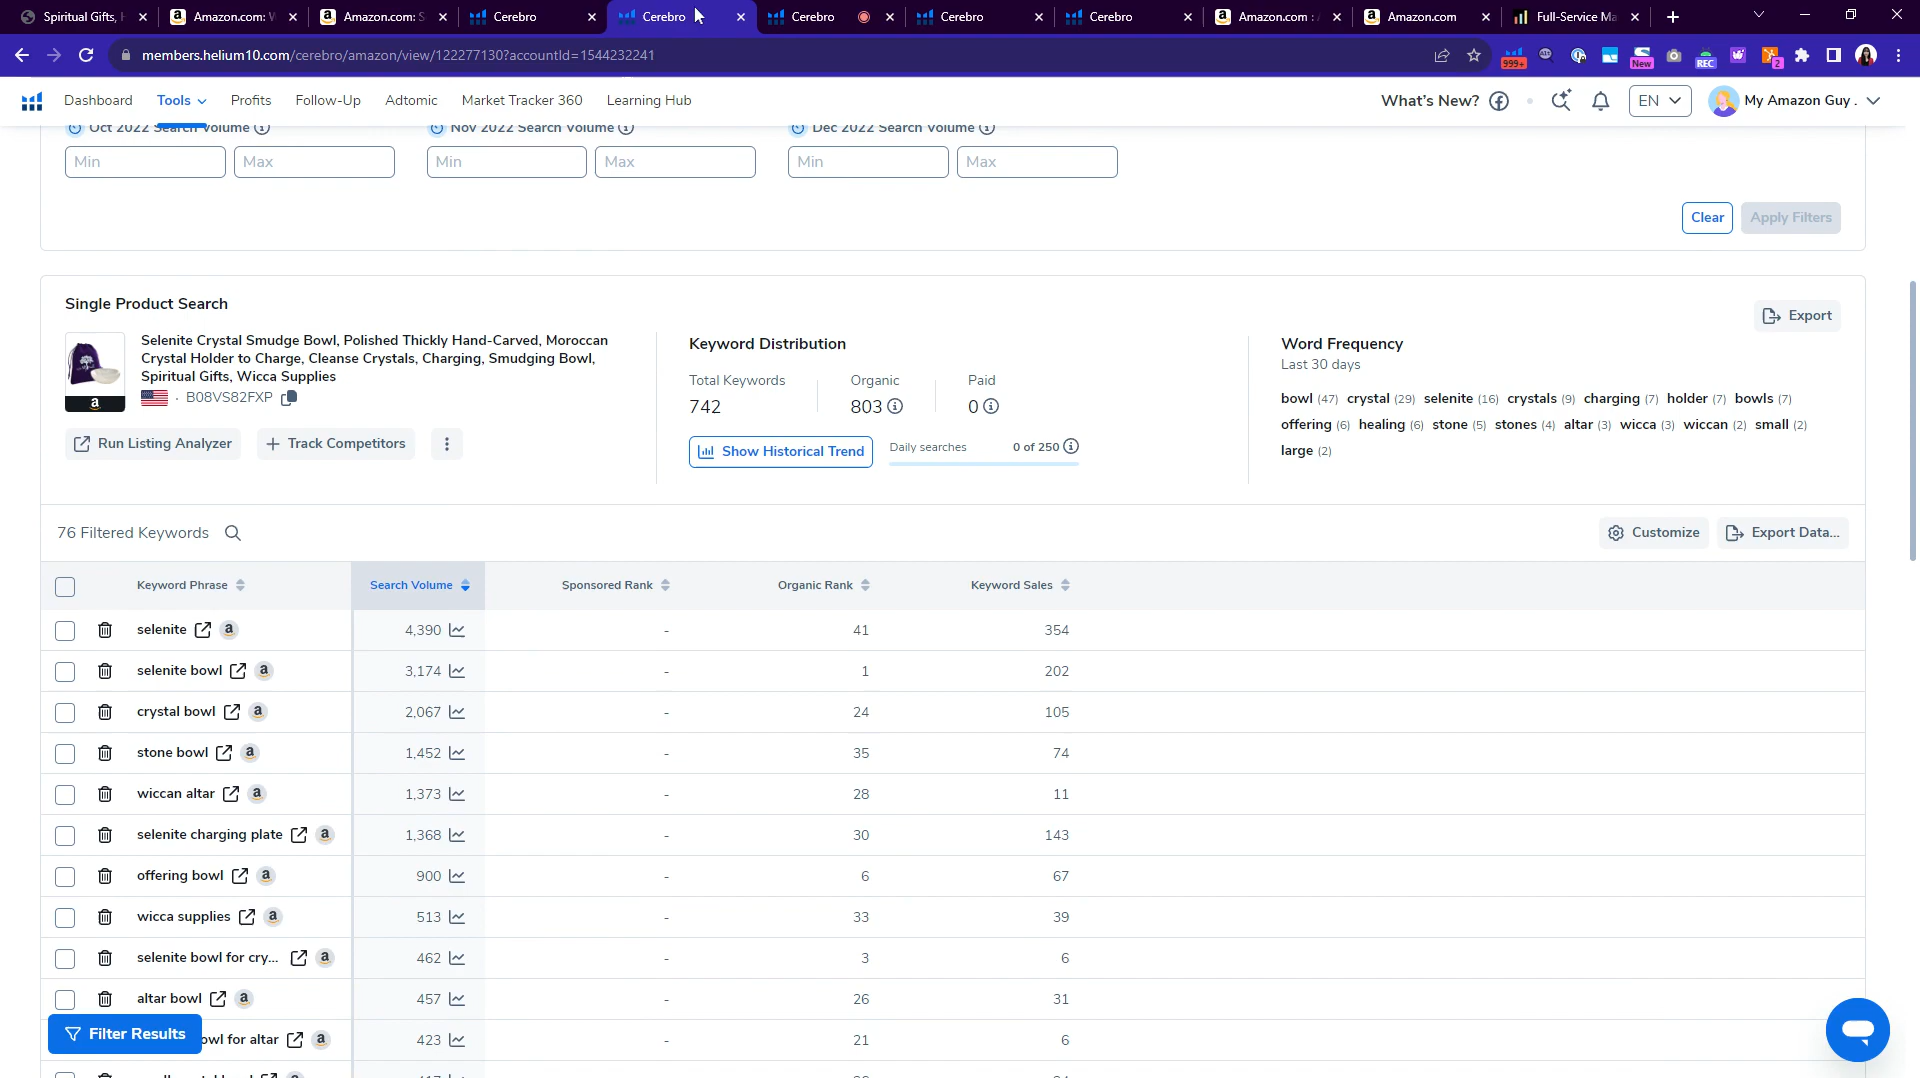 Spiritual Gifts, H
Amazon.com: W
Amazon.com: S
Cerebro
Cerebro
Cerebro
Cerebro
Cerebro
Amazon.com : 
Amazon.com
Full-Service Ma
members.helium10.com/cerebro/amazon/view/122277130?accountId=1544232241
999+
New
REC
2
Dashboard Tools Profits Follow-Up Adtomic Market Tracker 360 Learning Hub
What's New? EN My Amazon Guy .
Oct 2022 Search Volume Nov 2022 Search Volume Dec 2022 Search Volume
Min Max Min Max Min Max
Clear Apply Filters
Single Product Search
Export
Selenite Crystal Smudge Bowl, Polished Thickly Hand-Carved, Moroccan
Crystal Holder to Charge, Cleanse Crystals, Charging, Smudging Bowl,
Spiritual Gifts, Wicca Supplies
· B08VS82FXP
Run Listing Analyzer
Track Competitors
Keyword Distribution
Total Keywords Organic Paid
742 803 0
Show Historical Trend
Daily searches 0 of 250
Word Frequency
Last 30 days
bowl (47) crystal (29) selenite (16) crystals (9) charging (7) holder (7) bowls (7)
offering (6) healing (6) stone (5) stones (4) altar (3) wicca (3) wiccan (2) small (2)
large (2)
76 Filtered Keywords
Customize Export Data...
Keyword Phrase Search Volume Sponsored Rank Organic Rank Keyword Sales
selenite 4,390 - 41 354
selenite bowl 3,174 - 1 202
crystal bowl 2,067 - 24 105
stone bowl 1,452 - 35 74
wiccan altar 1,373 - 28 11
selenite charging plate 1,368 - 30 143
offering bowl 900 - 6 67
wicca supplies 513 - 33 39
selenite bowl for cry... 462 - 3 6
altar bowl 457 - 26 31
owl for altar 423 - 21 6
Filter Results